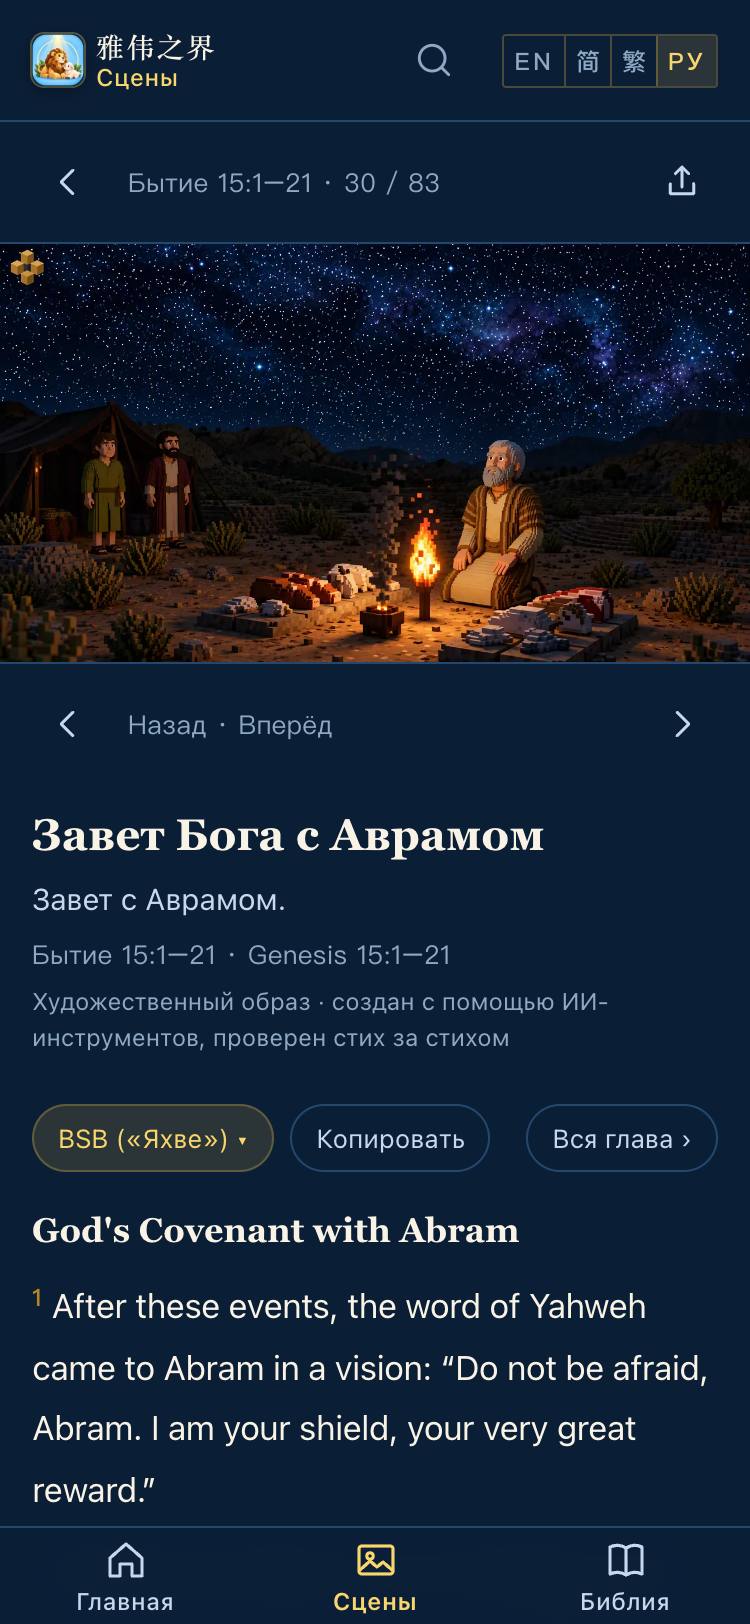 雅伟之界
Сцены
EN 简 繁 РУ
Бытие 15:1—21 · 30 / 83
Назад · Вперёд
Завет Бога с Аврамом
Завет с Аврамом.
Бытие 15:1—21 · Genesis 15:1—21
Художественный образ · создан с помощью ИИ-
инструментов, проверен стих за стихом
BSB («Яхве») ▾ Копировать Вся глава ›
God's Covenant with Abram
1 After these events, the word of Yahweh
came to Abram in a vision: “Do not be afraid,
Abram. I am your shield, your very great
reward.”
Главная Сцены Библия